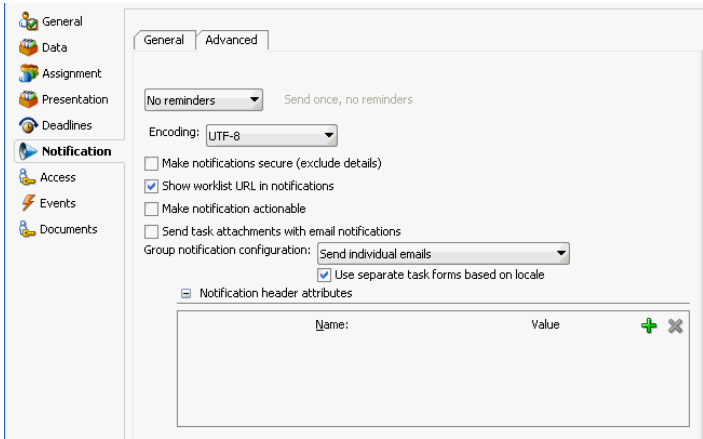 General
Data
Assignment
Presentation
Deadlines
Notification
Access
Events
Documents
General Advanced
No reminders Send once, no reminders
Encoding: UTF-8
Make notifications secure (exclude details)
Show worklist URL in notifications
Make notification actionable
Send task attachments with email notifications
Group notification configuration: Send individual emails
Use separate task forms based on locale
Notification header attributes
Name: Value